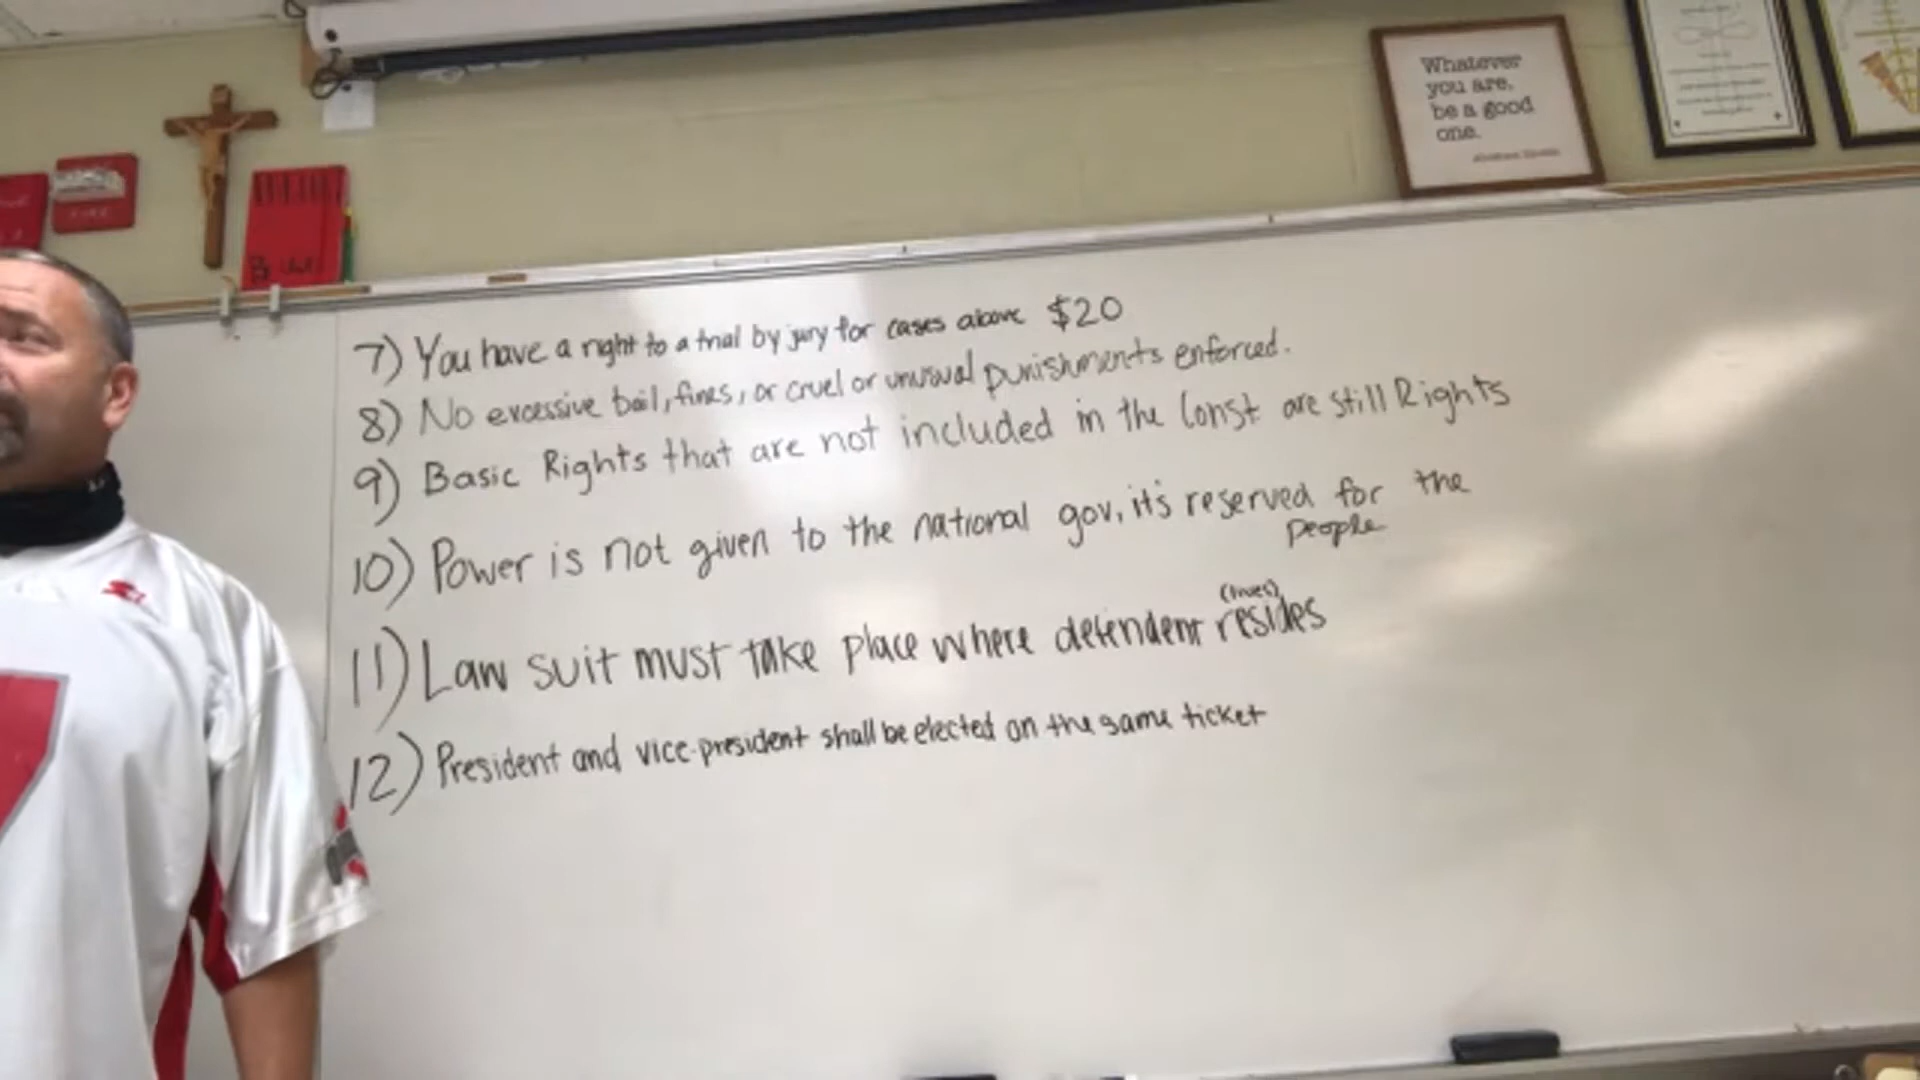 Whatever
you are,
be a good
one.
FIRE
7) You have a right to a trial by jury for cases above $20
8) No excessive bail, fines, or cruel or unusual punishments enforced.
9) Basic Rights that are not included in the Const are still Rights
10) Power is not given to the national gov, it's reserved for the
people
(lives)
11) Law suit must take place where defendent resides
12) President and vice-president shall be elected on the same ticket